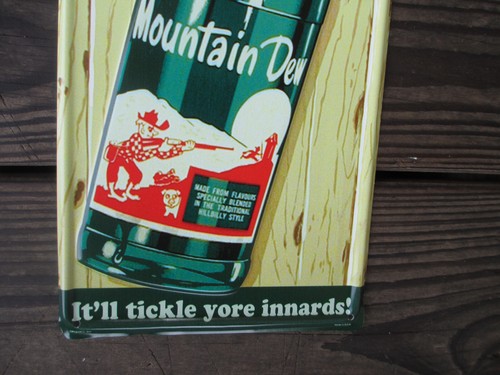 Mountain Dew
MADE FROM FLAVOURS
SPECIALLY BLENDED
IN THE TRADITIONAL
HILLBILLY STYLE
It'll tickle yore innards!